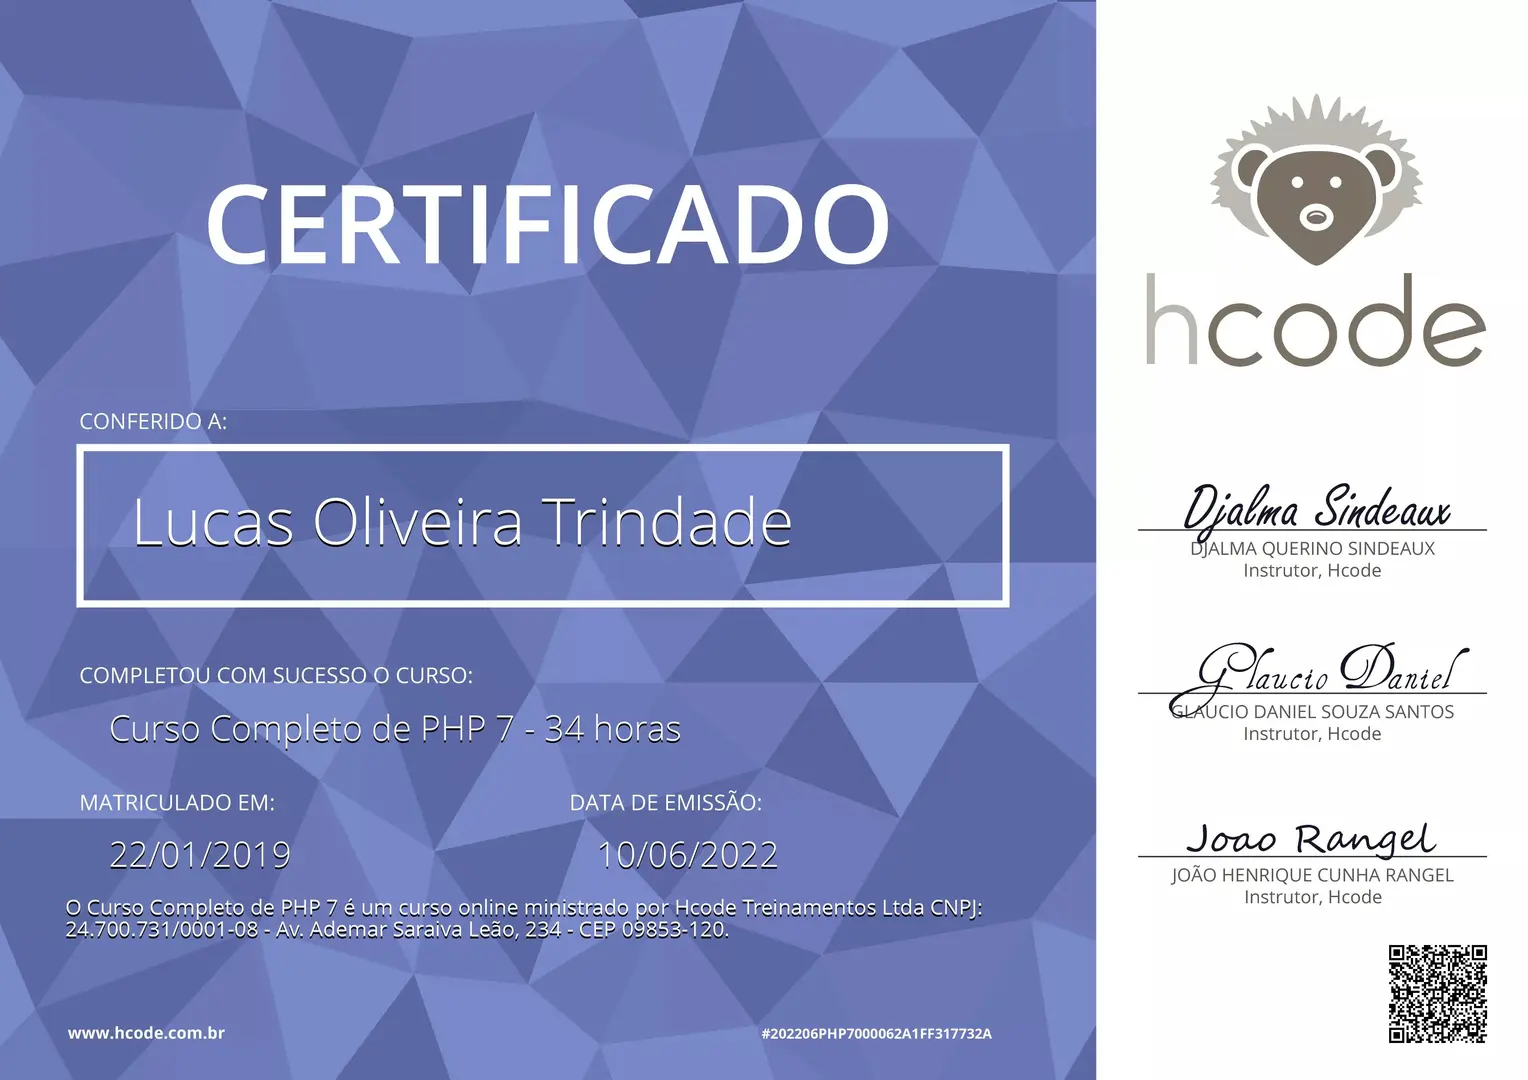 CERTIFICADO
CONFERIDO A:
Lucas Oliveira Trindade
COMPLETOU COM SUCESSO O CURSO:
Curso Completo de PHP 7 - 34 horas
MATRICULADO EM:
DATA DE EMISSÃO:
22/01/2019
10/06/2022
O Curso Completo de PHP 7 é um curso online ministrado por Hcode Treinamentos Ltda CNPJ:
24.700.731/0001-08 - Av. Ademar Saraiva Leão, 234 - CEP 09853-120.
www.hcode.com.br
#202206PHP7000062A1FF317732A
hcode
Djalma Sindeaux
DJALMA QUERINO SINDEAUX
Instrutor, Hcode
Glaucio Daniel
GLAUCIO DANIEL SOUZA SANTOS
Instrutor, Hcode
Joao Rangel
JOÃO HENRIQUE CUNHA RANGEL
Instrutor, Hcode